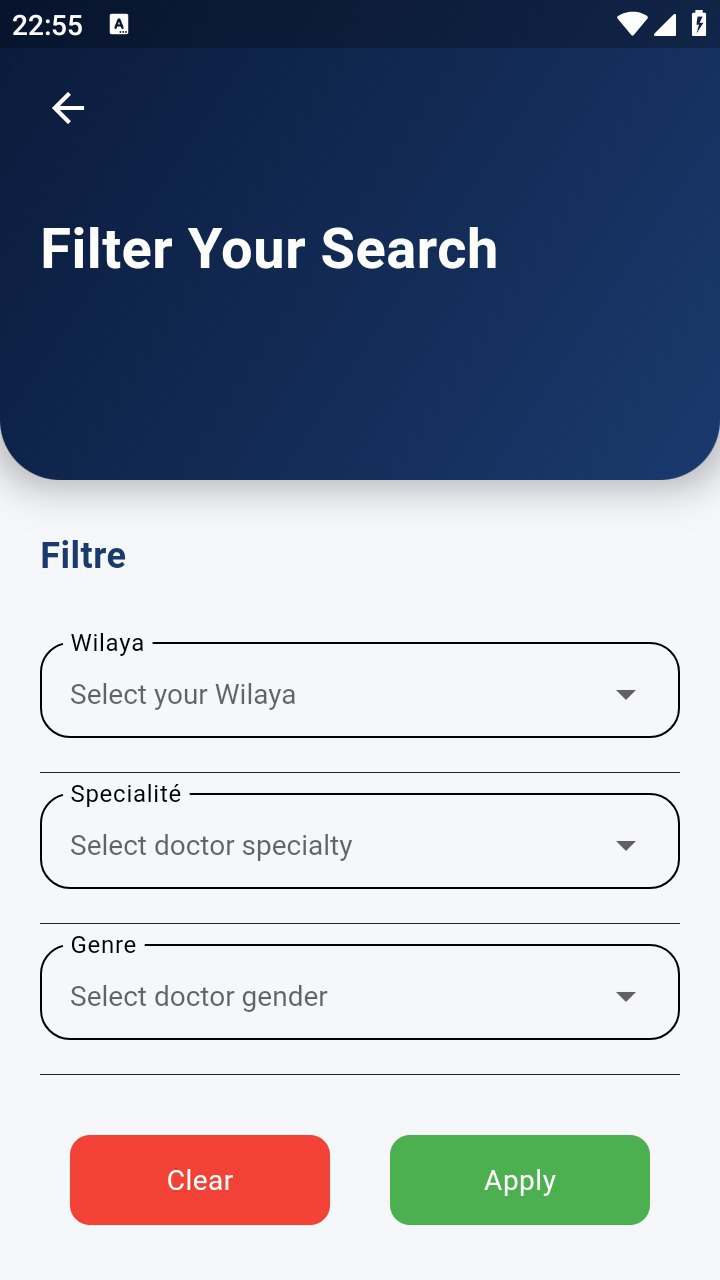 22:55
A
Filter Your Search
Filtre
Wilaya
Select your Wilaya
Specialité
Select doctor specialty
Genre
Select doctor gender
Clear
Apply